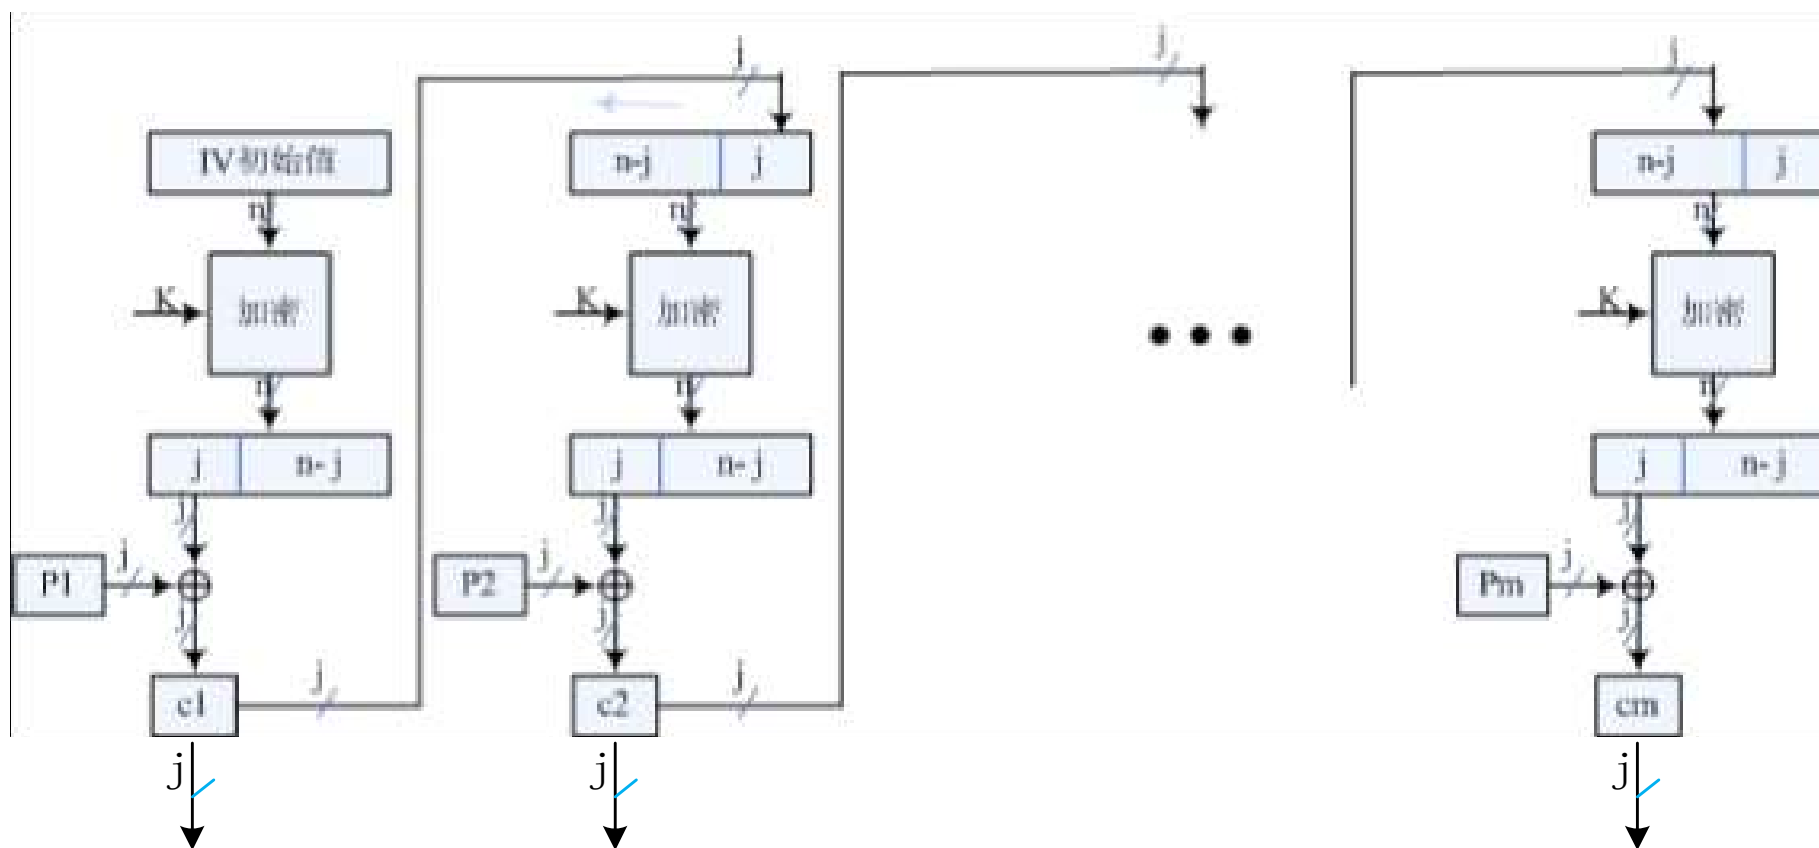 j j j
IV初始值 n-j j n-j j
n n n
K 加密 K 加密 K 加密
n n n
j n-j j n-j j n-j
j j j
P1 j P2 j Pm j
j j j
c1 j c2 j cm
j j j